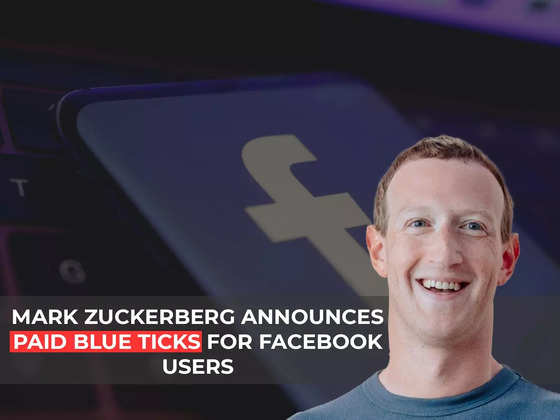 MARK ZUCKERBERG ANNOUNCES
PAID BLUE TICKS FOR FACEBOOK
USERS
f
T